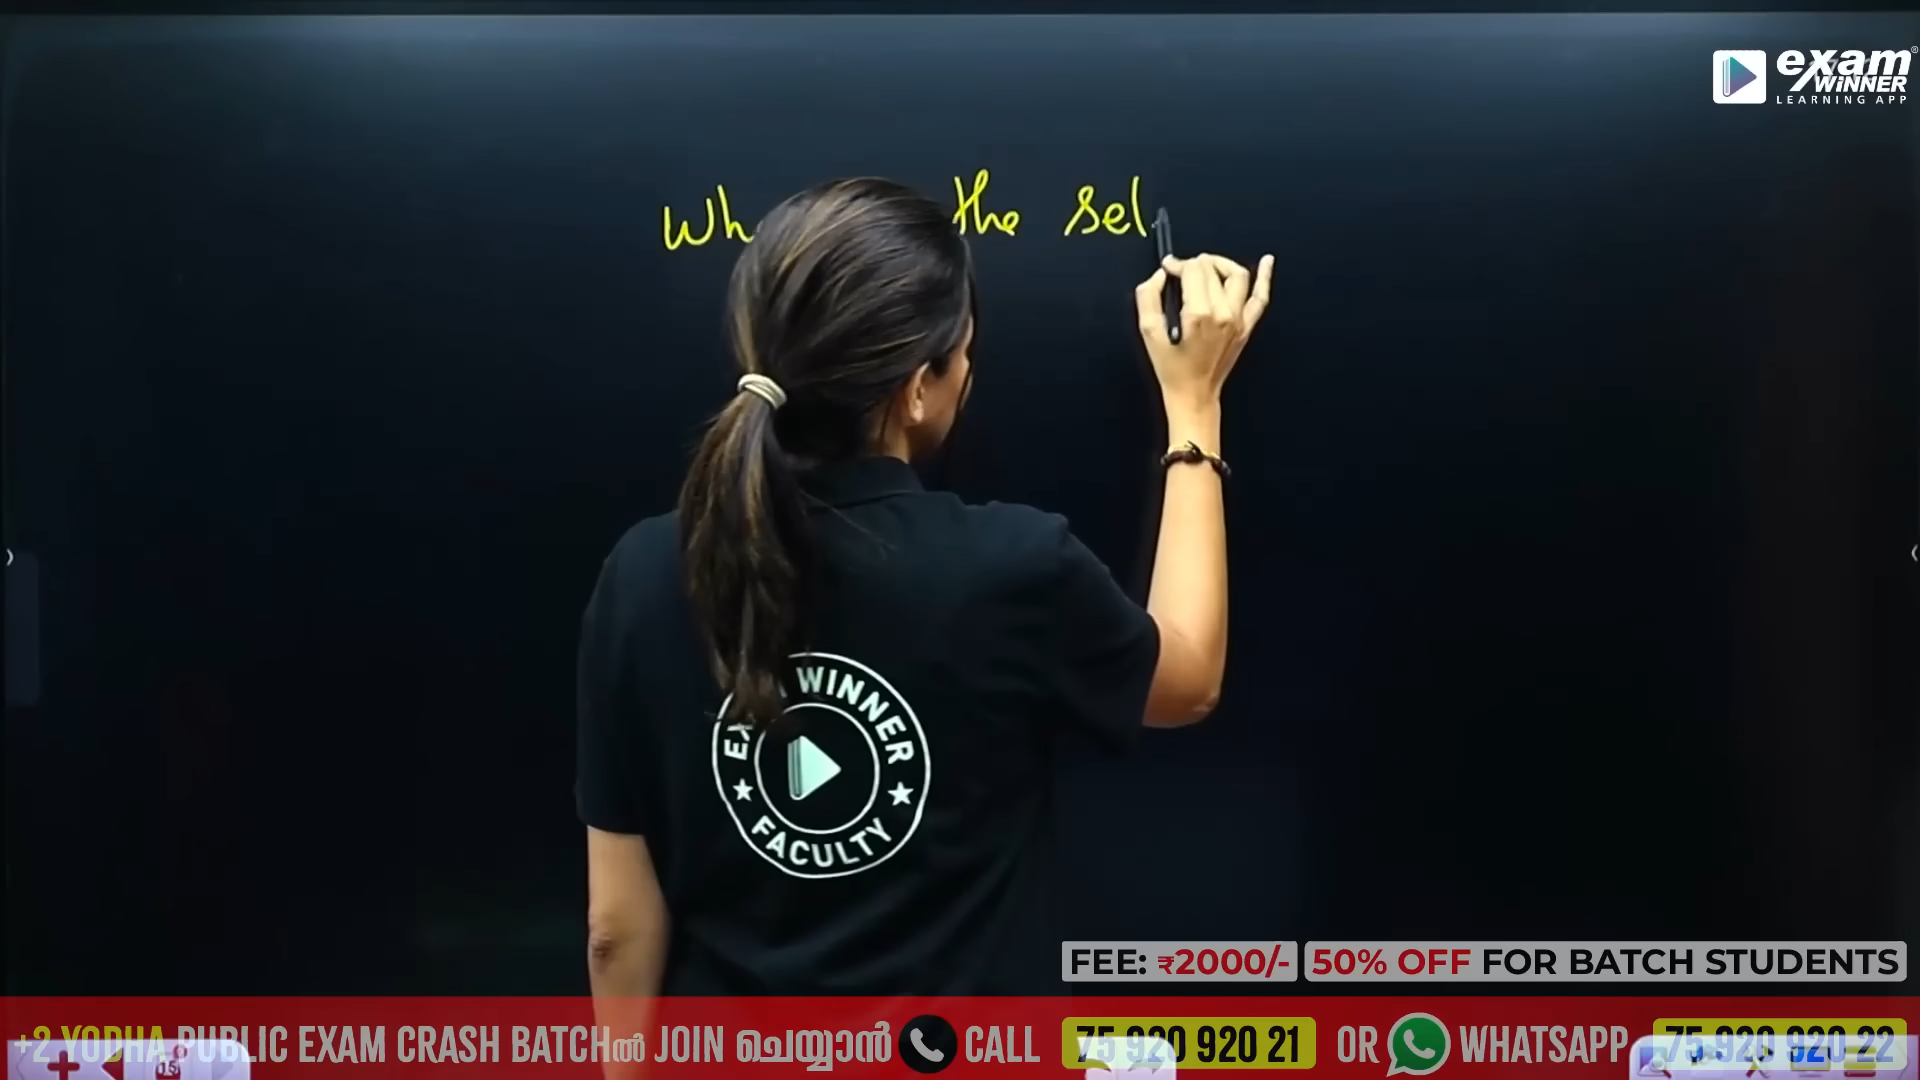 exam
WINNER
LEARNING APP
the sel
WINNER
FACULTY
FEE: ₹2000/- 50% OFF FOR BATCH STUDENTS
+2 YODHA PUBLIC EXAM CRASH BATCHൽ JOIN ചെയ്യാൻ CALL 75 920 920 21 OR WHATSAPP 75 920 920 22